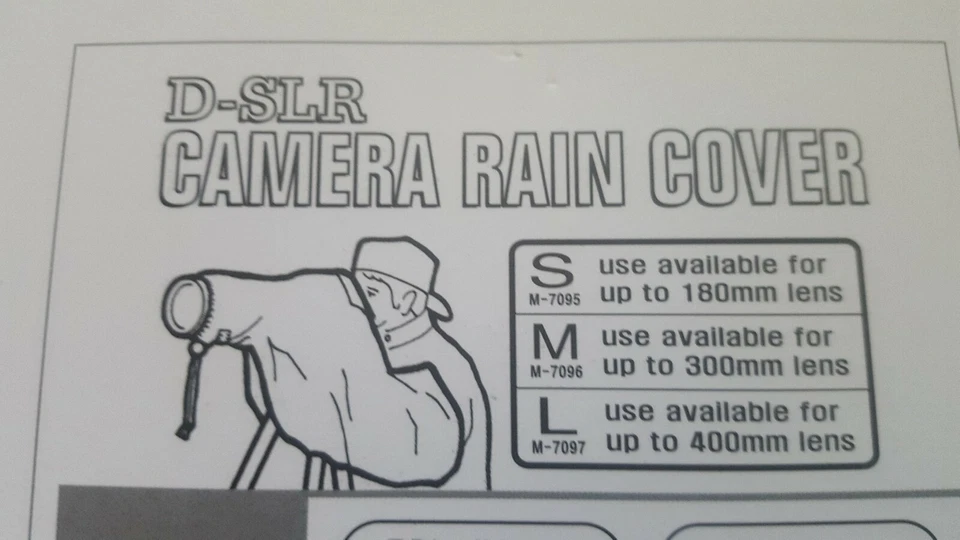 D-SLR
CAMERA RAIN COVER
S use available for
M-7095 up to 180mm lens
M use available for
M-7096 up to 300mm lens
L use available for
M-7097 up to 400mm lens